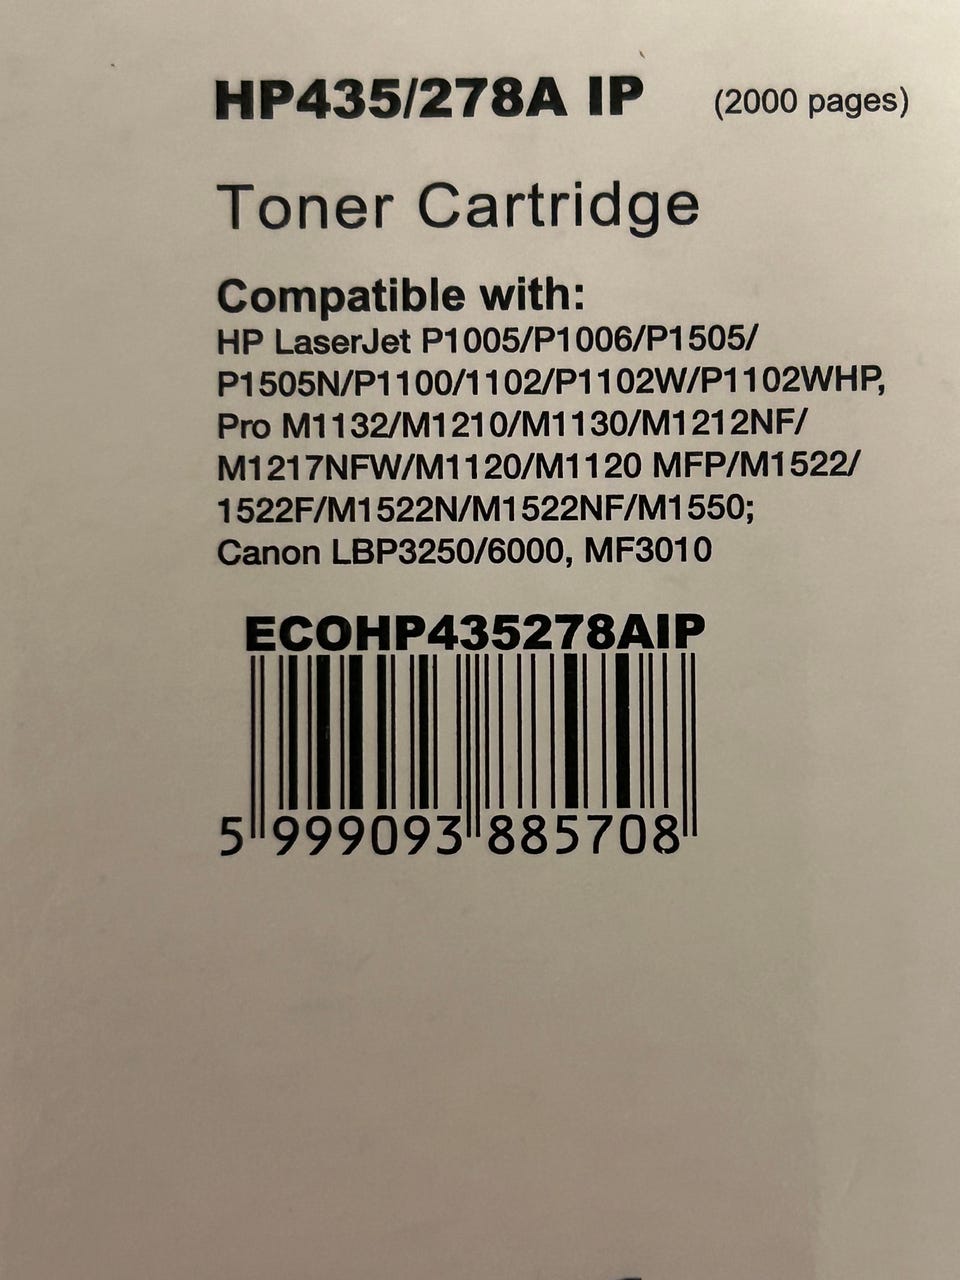 HP435/278A IP (2000 pages)
Toner Cartridge
Compatible with:
HP LaserJet P1005/P1006/P1505/
P1505N/P1100/1102/P1102W/P1102WHP,
Pro M1132/M1210/M1130/M1212NF/
M1217NFW/M1120/M1120 MFP/M1522/
1522F/M1522N/M1522NF/M1550;
Canon LBP3250/6000, MF3010
ECOHP435278AIP
5 999093 885708